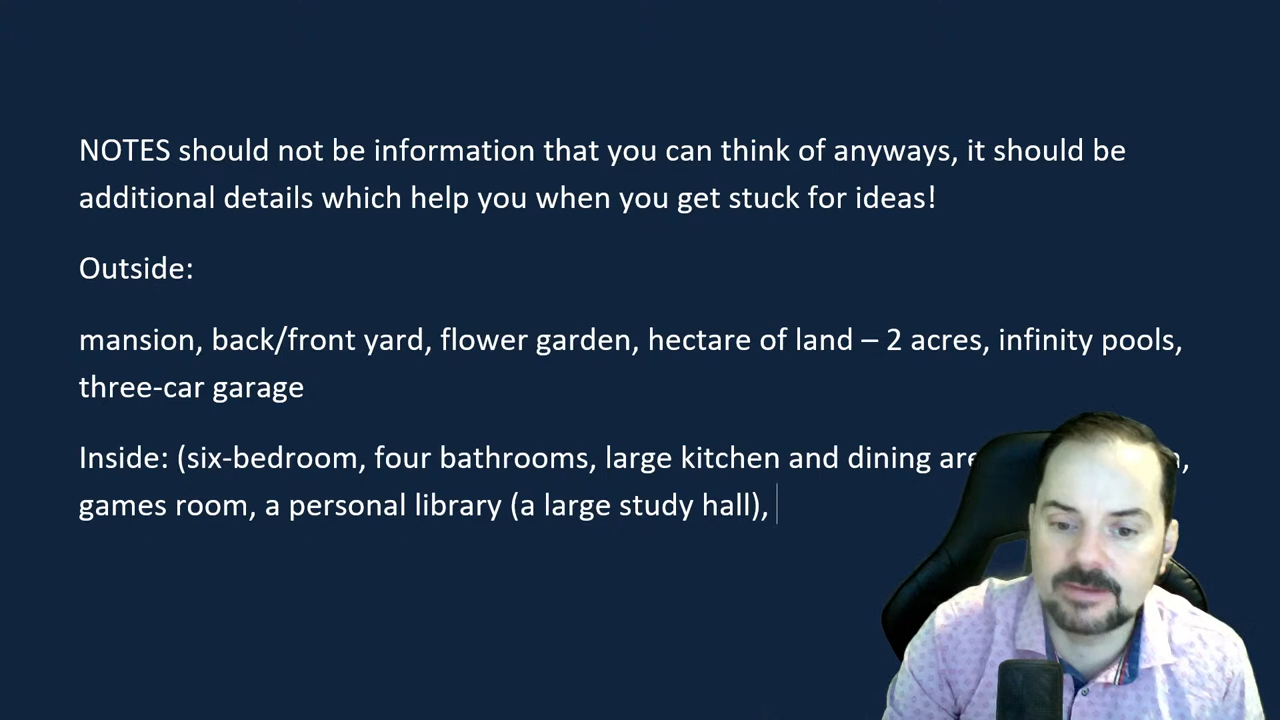 NOTES should not be information that you can think of anyways, it should be
additional details which help you when you get stuck for ideas!
Outside:
mansion, back/front yard, flower garden, hectare of land – 2 acres, infinity pools,
three-car garage
Inside: (six-bedroom, four bathrooms, large kitchen and dining
games room, a personal library (a large study hall),